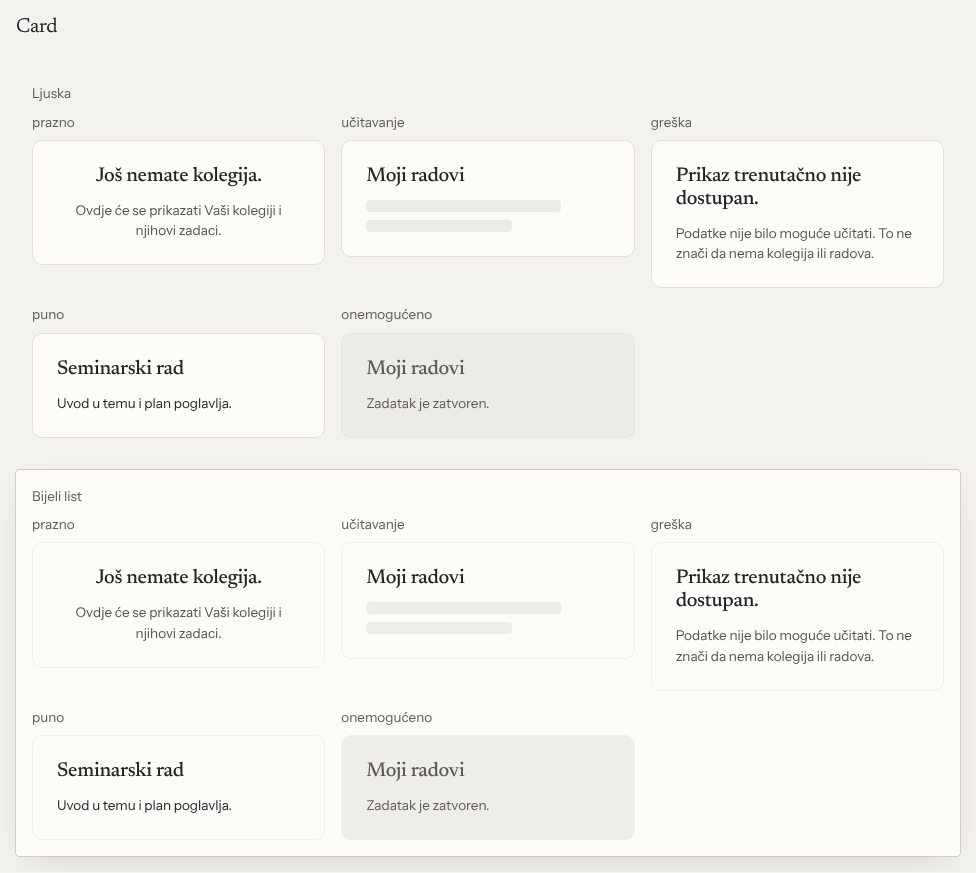 Card
Ljuska
prazno
učitavanje
greška
Još nemate kolegija.
Ovdje će se prikazati Vaši kolegiji i
njihovi zadaci.
Moji radovi
Prikaz trenutačno nije
dostupan.
Podatke nije bilo moguće učitati. To ne
znači da nema kolegija ili radova.
puno
onemogućeno
Seminarski rad
Uvod u temu i plan poglavlja.
Moji radovi
Zadatak je zatvoren.
Bijeli list
prazno
učitavanje
greška
Još nemate kolegija.
Ovdje će se prikazati Vaši kolegiji i
njihovi zadaci.
Moji radovi
Prikaz trenutačno nije
dostupan.
Podatke nije bilo moguće učitati. To ne
znači da nema kolegija ili radova.
puno
onemogućeno
Seminarski rad
Uvod u temu i plan poglavlja.
Moji radovi
Zadatak je zatvoren.